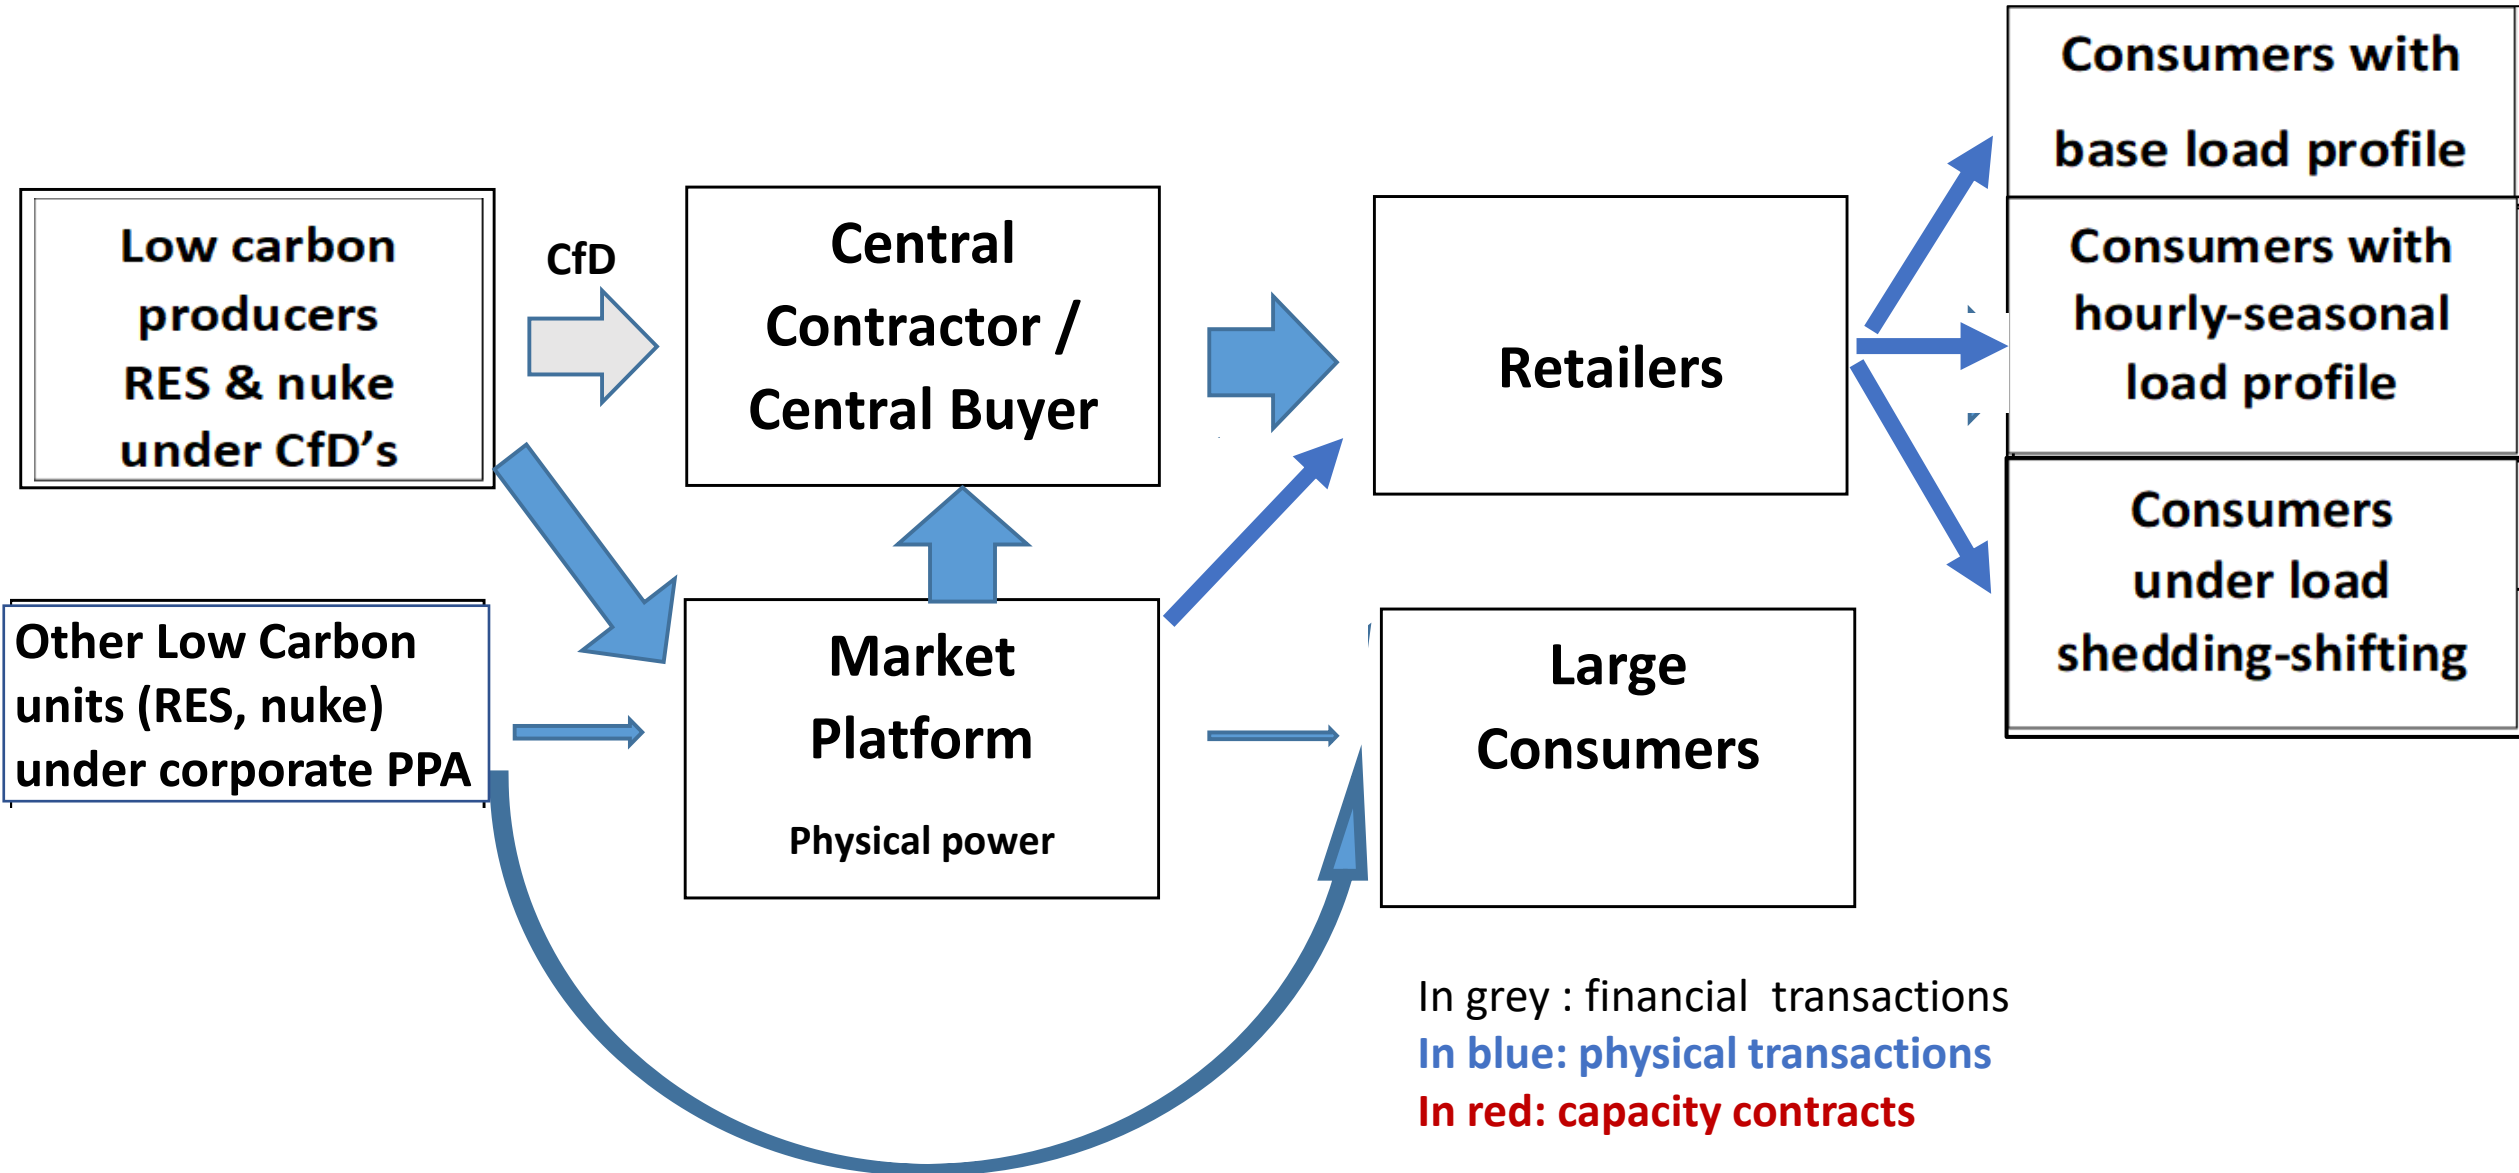 Low carbon
producers
RES & nuke
under CfD’s
CfD
Central
Contractor /
Central Buyer
Retailers
Consumers with
base load profile
Consumers with
hourly-seasonal
load profile
Consumers
under load
shedding-shifting
Other Low Carbon
units (RES, nuke)
under corporate PPA
Market
Platform
Physical power
Large
Consumers
In grey : financial  transactions
In blue: physical transactions
In red: capacity contracts